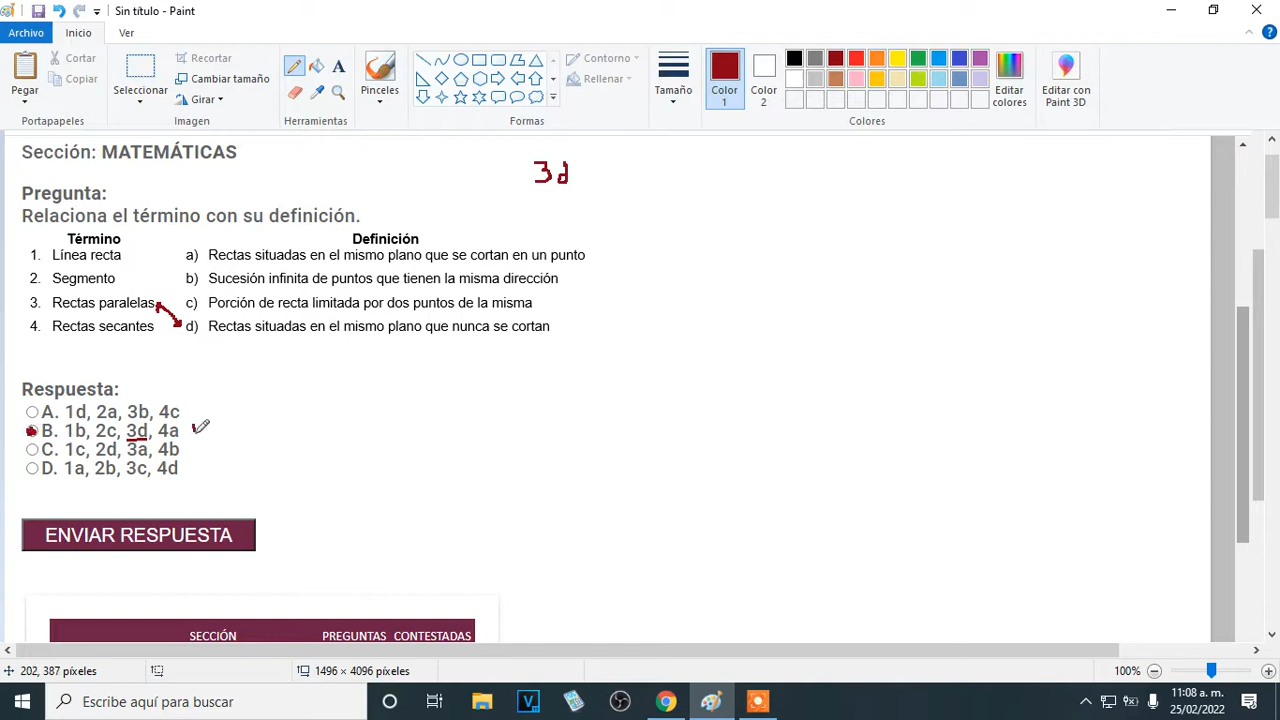 Sin título - Paint
Archivo Inicio Ver
Pegar
Cortar
Copiar
Portapapeles
Seleccionar
Recortar
Cambiar tamaño
Girar
Imagen
A
Herramientas
Pinceles
Contorno
Rellenar
Formas
Tamaño
Color 1
Color 2
Editar colores
Editar con Paint 3D
Colores
Sección: MATEMÁTICAS
3d
Pregunta:
Relaciona el término con su definición.
Término Definición
1. Línea recta a) Rectas situadas en el mismo plano que se cortan en un punto
2. Segmento b) Sucesión infinita de puntos que tienen la misma dirección
3. Rectas paralelas c) Porción de recta limitada por dos puntos de la misma
4. Rectas secantes d) Rectas situadas en el mismo plano que nunca se cortan
Respuesta:
A. 1d, 2a, 3b, 4c
B. 1b, 2c, 3d, 4a
C. 1c, 2d, 3a, 4b
D. 1a, 2b, 3c, 4d
ENVIAR RESPUESTA
SECCIÓN PREGUNTAS CONTESTADAS
202, 387 píxeles 1496 × 4096 píxeles 100%
Escribe aquí para buscar
11:08 a. m.
25/02/2022